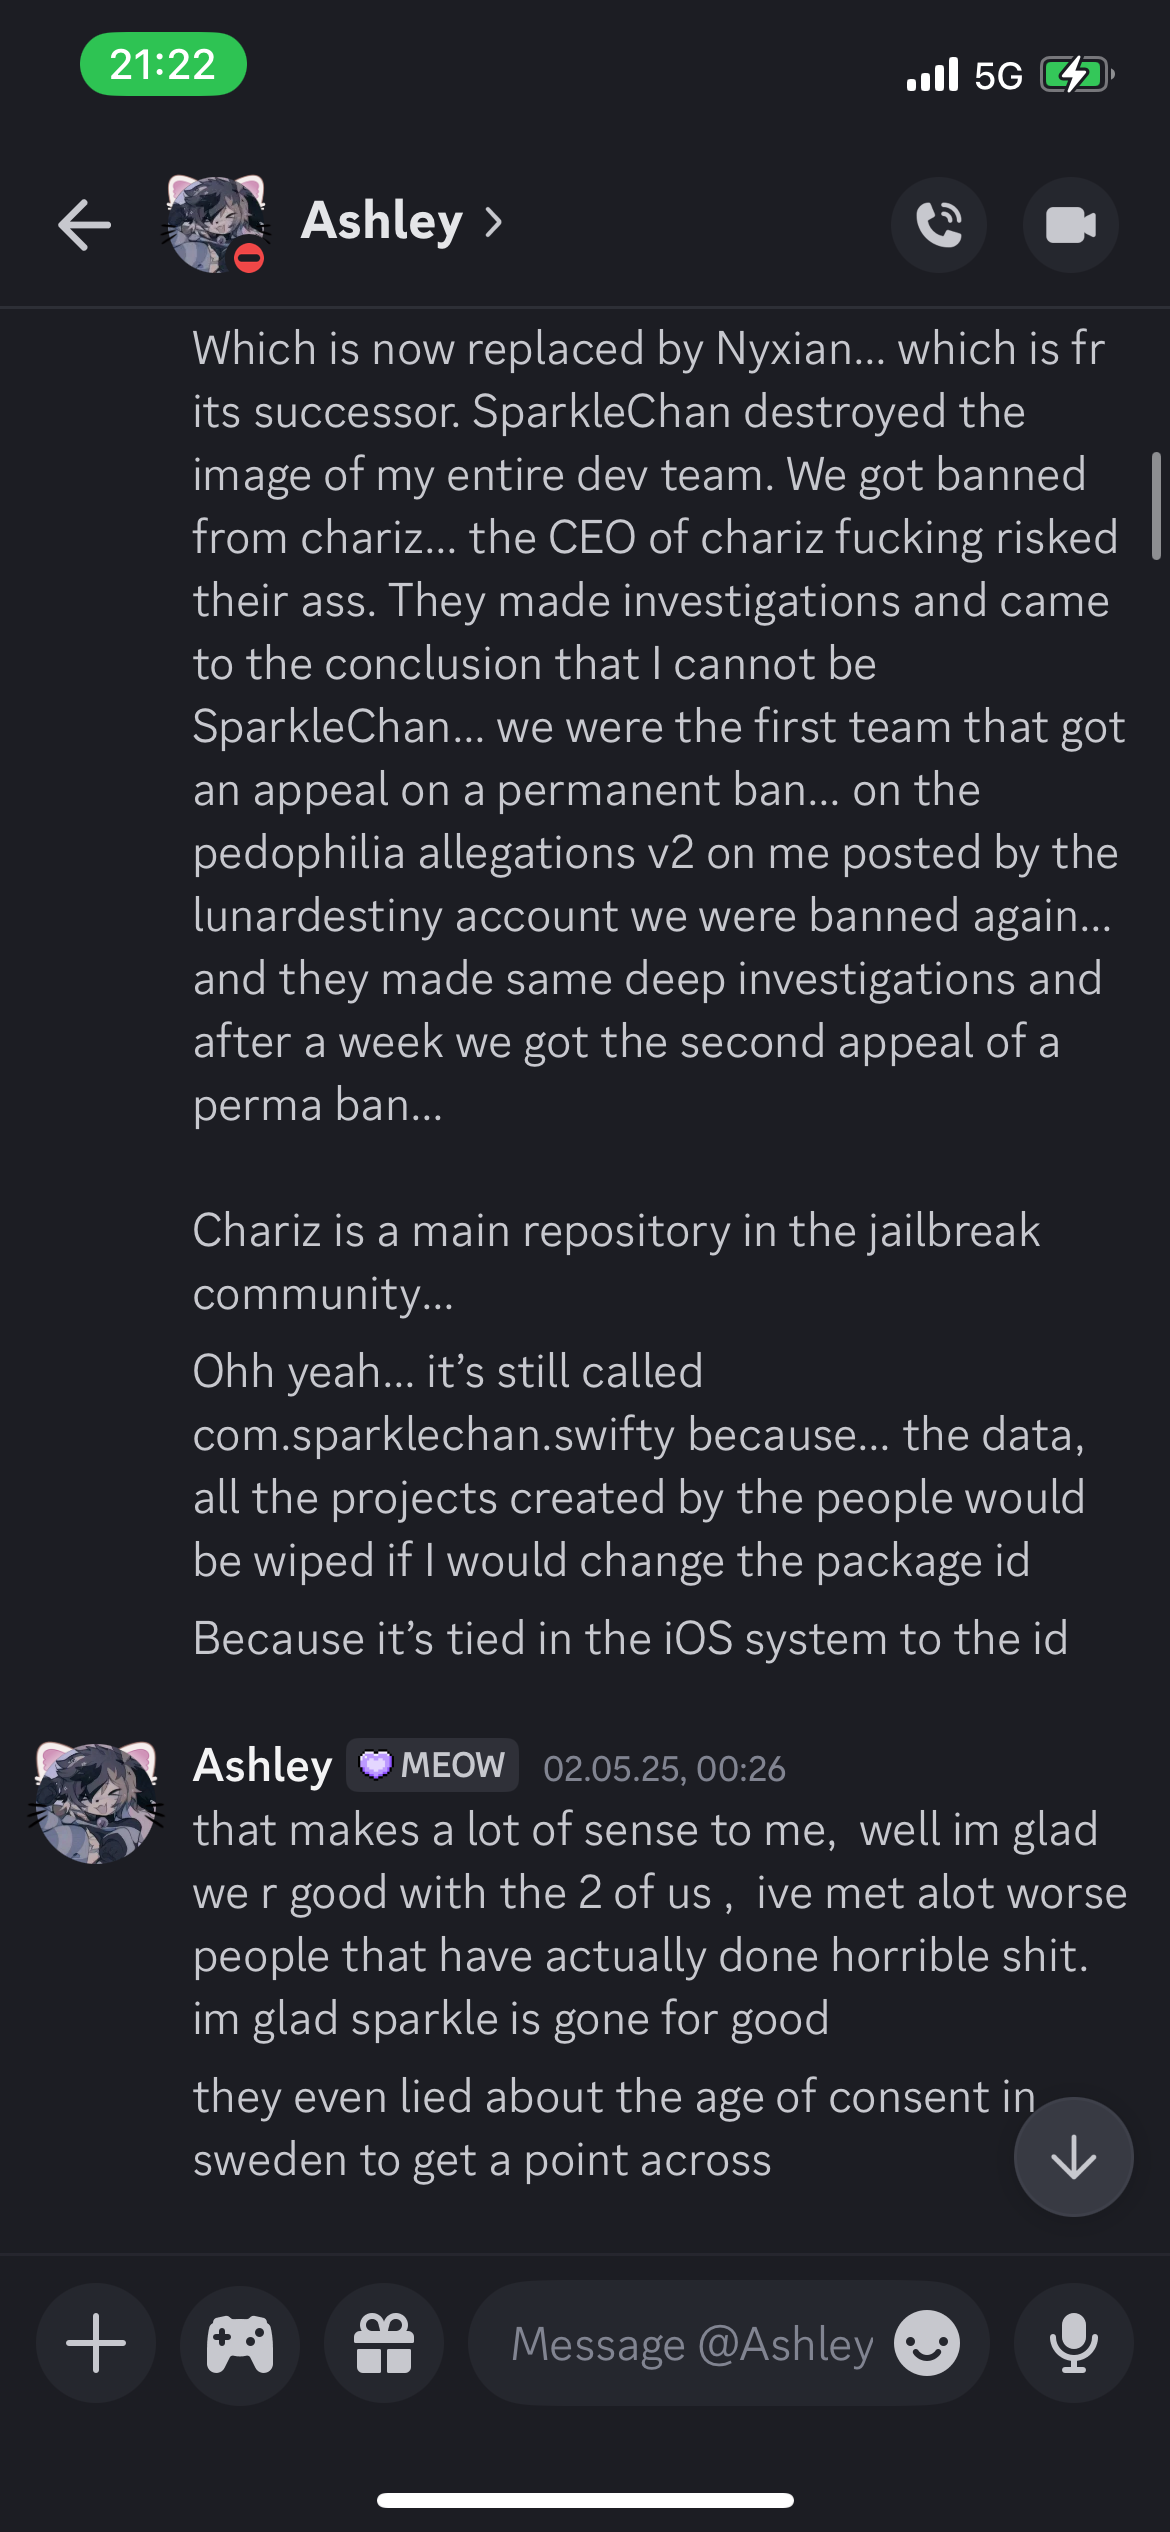 21:22
5G
Ashley
Which is now replaced by Nyxian... which is fr
its successor. SparkleChan destroyed the
image of my entire dev team. We got banned
from chariz... the CEO of chariz fucking risked
their ass. They made investigations and came
to the conclusion that I cannot be
SparkleChan... we were the first team that got
an appeal on a permanent ban... on the
pedophilia allegations v2 on me posted by the
lunardestiny account we were banned again...
and they made same deep investigations and
after a week we got the second appeal of a
perma ban...
Chariz is a main repository in the jailbreak
community...
Ohh yeah... it’s still called
com.sparklechan.swifty because... the data,
all the projects created by the people would
be wiped if I would change the package id
Because it’s tied in the iOS system to the id
Ashley MEOW 02.05.25, 00:26
that makes a lot of sense to me,  well im glad
we r good with the 2 of us ,  ive met alot worse
people that have actually done horrible shit.
im glad sparkle is gone for good
they even lied about the age of consent in
sweden to get a point across
Message @Ashley